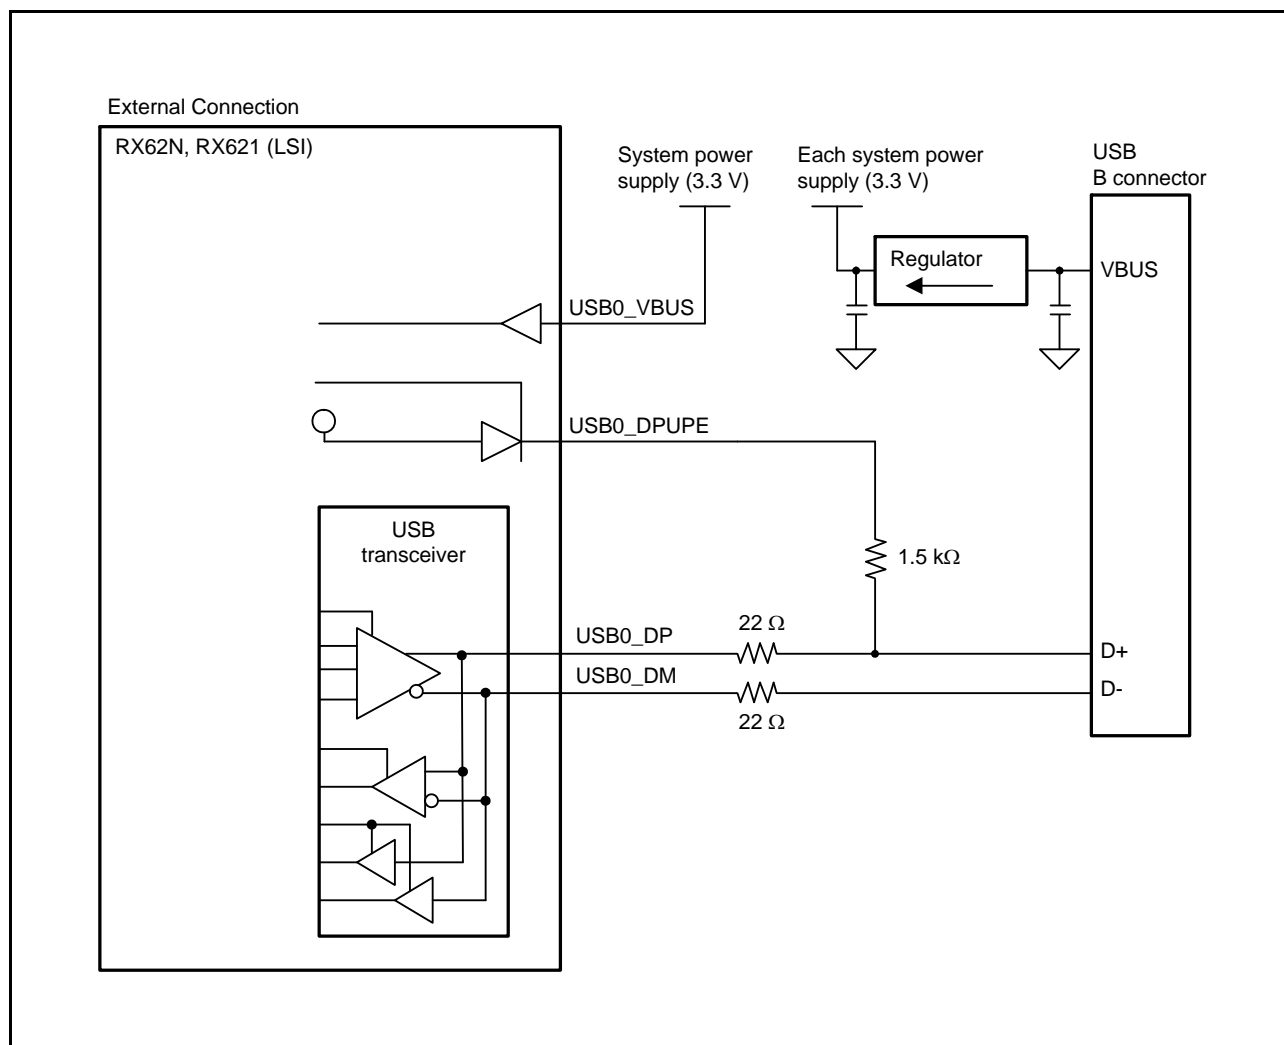 External Connection
RX62N, RX621 (LSI)
System power
supply (3.3 V)
Each system power
supply (3.3 V)
USB
B connector
Regulator
VBUS
USB0_VBUS
USB0_DPUPE
USB
transceiver
1.5 kΩ
USB0_DP
22 Ω
D+
USB0_DM
D-
22 Ω